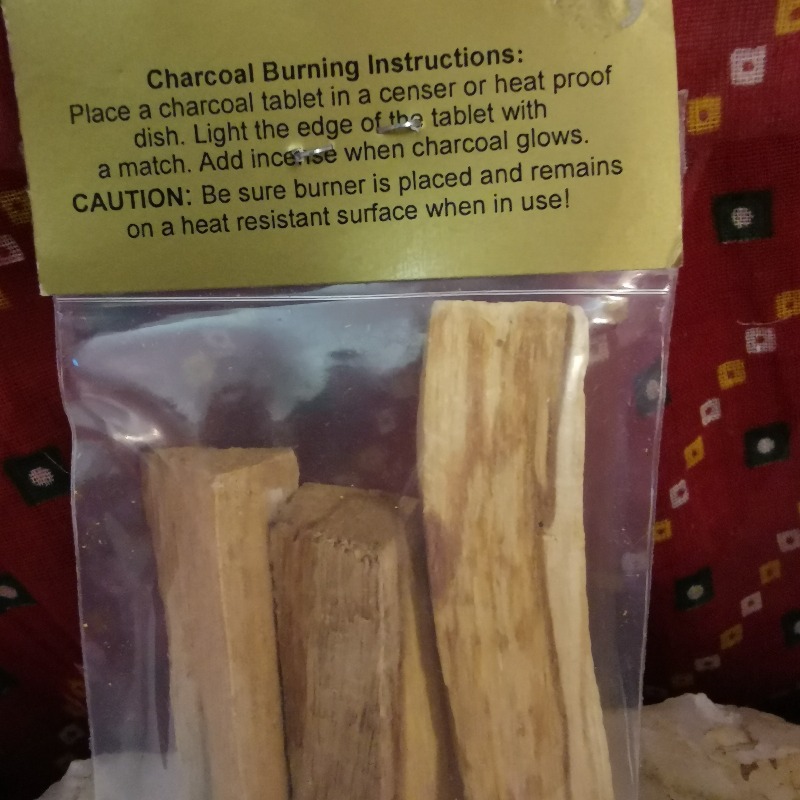 Charcoal Burning Instructions:
Place a charcoal tablet in a censer or heat proof
dish. Light the edge of the tablet with
a match. Add incense when charcoal glows.
CAUTION: Be sure burner is placed and remains
on a heat resistant surface when in use!